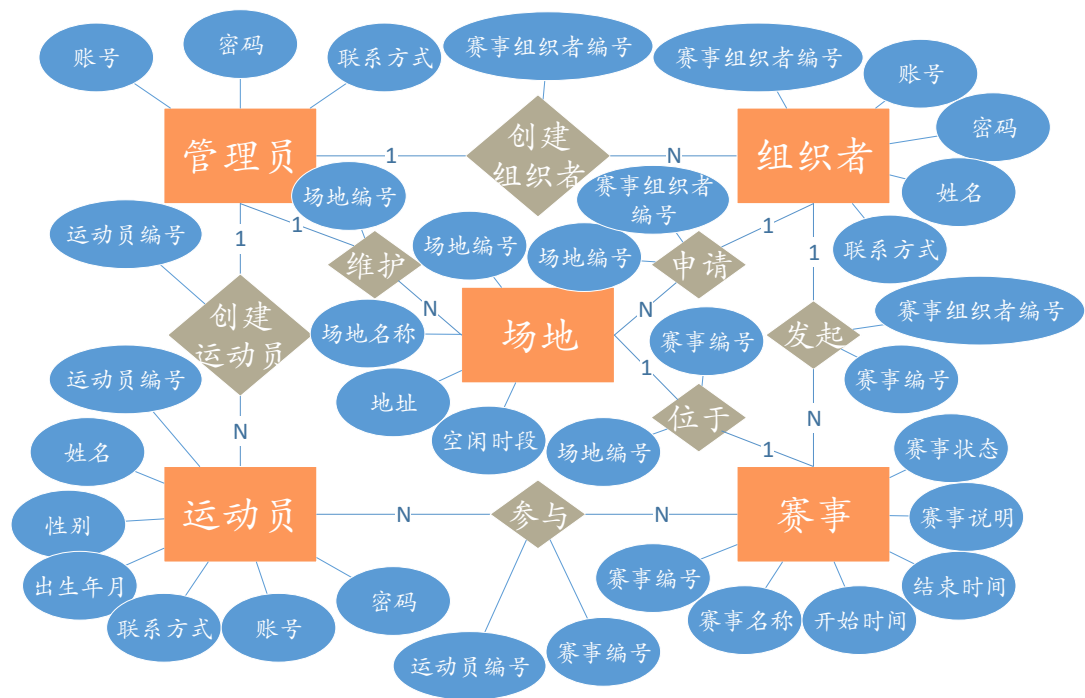 账号
密码
联系方式
赛事组织者编号
赛事组织者编号
账号
密码
姓名
联系方式
管理员
1
创建
组织者
N
组织者
场地编号
赛事组织者
编号
运动员编号
1
1
维护
N
场地编号
场地编号
申请
1
N
1
创建
运动员
场地名称
场地
地址
空闲时段
赛事编号
发起
赛事组织者编号
赛事编号
1
位于
场地编号
1
N
运动员编号
N
姓名
性别
出生年月
联系方式
账号
密码
运动员
N
参与
N
赛事
赛事状态
赛事说明
结束时间
开始时间
赛事名称
赛事编号
运动员编号
赛事编号